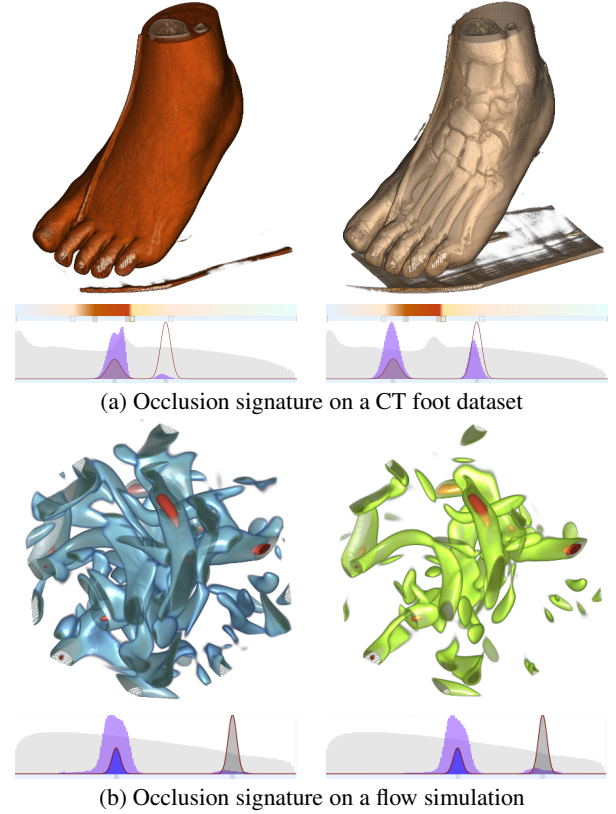 (a) Occlusion signature on a CT foot dataset
(b) Occlusion signature on a flow simulation